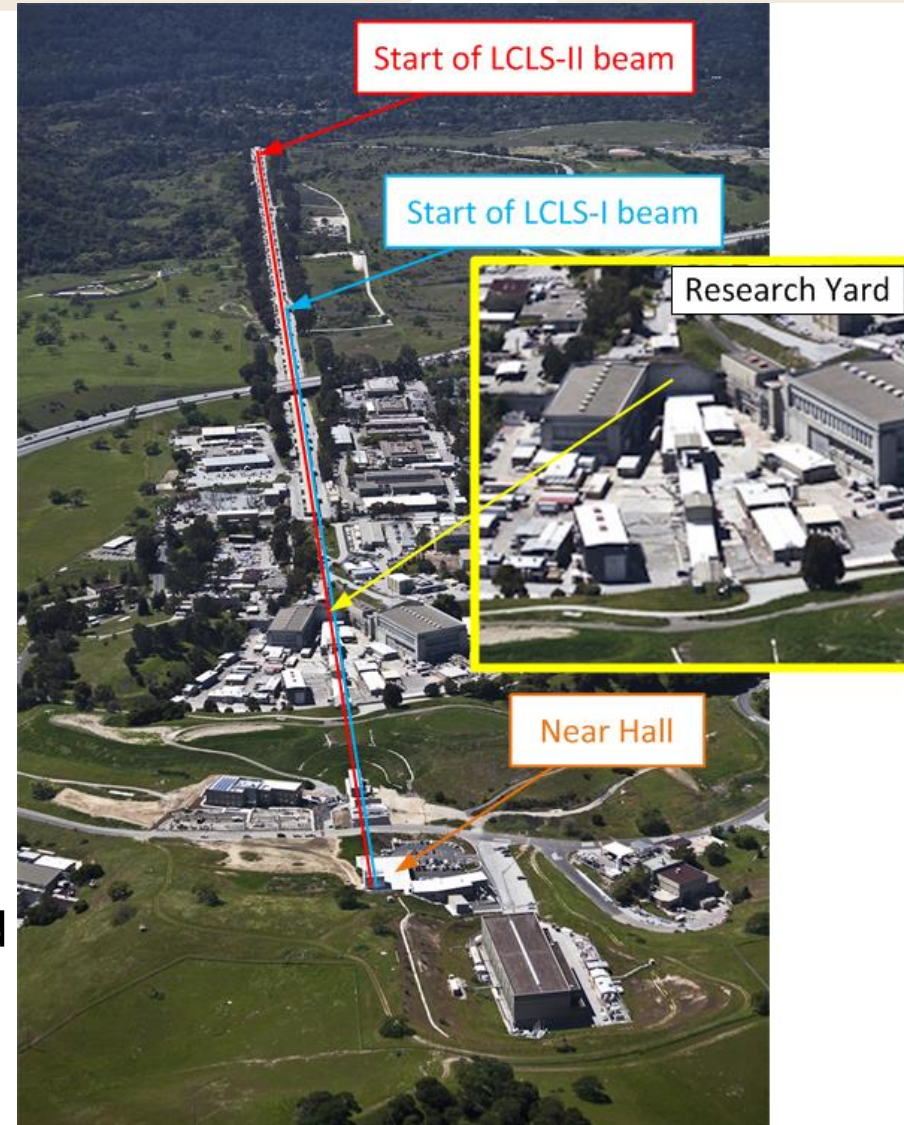 Start of LCLS-II beam
Start of LCLS-I beam
Research Yard
Near Hall